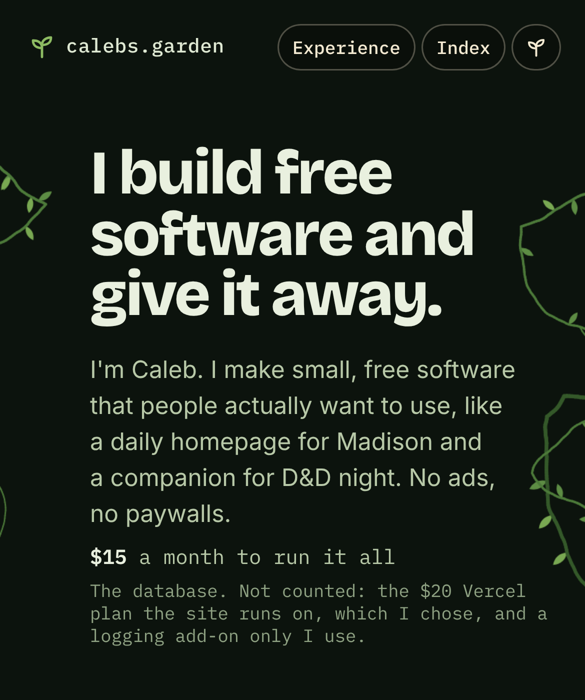 calebs.garden
Experience
Index
I build free
software and
give it away.
I'm Caleb. I make small, free software
that people actually want to use, like
a daily homepage for Madison and
a companion for D&D night. No ads,
no paywalls.
$15 a month to run it all
The database. Not counted: the $20 Vercel
plan the site runs on, which I chose, and a
logging add-on only I use.